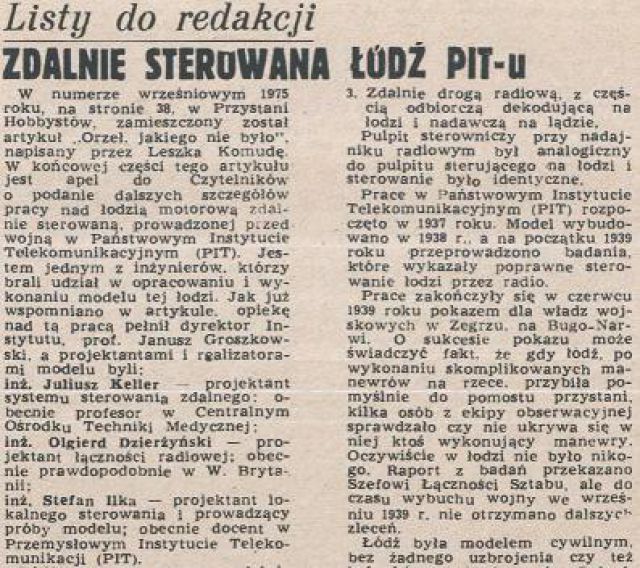 Listy do redakcji
ZDALNIE STEROWANA ŁÓDŹ PIT-u
W numerze wrześniowym 1975
roku, na stronie 38, w Przystani
Hobbystów, zamieszczony został
artykuł „Orzeł, jakiego nie było",
napisany przez Leszka Komudę.
W końcowej części tego artykułu
jest apel do Czytelników
o podanie dalszych szczegółów
pracy nad łodzią motorową zdal-
nie sterowaną, prowadzonej przed
wojną w Państwowym Instytucie
Telekomunikacyjnym (PIT). Jes-
tem jednym z inżynierów, którzy
brali udział w opracowaniu i wy-
konaniu modelu tej łodzi. Jak już
wspomniano w artykule, opiekę
nad tą pracą pełnił dyrektor In-
stytutu, prof. Janusz Groszkow-
ski, a projektantami i realizatora-
mi modelu byli:
inż. Juliusz Keller — projektant
systemu sterowania zdalnego; o-
becnie profesor w Centralnym
Ośrodku Techniki Medycznej;
inż. Olgierd Dzierżyński — pro-
jektant łączności radiowej; obec-
nie prawdopodobnie w W. Bryta-
nii;
inż. Stefan Ilka — projektant lo-
kalnego sterowania i prowadzący
próby modelu; obecnie docent w
Przemysłowym Instytucie Teleko-
munikacji (PIT).
3. Zdalnie drogą radiową, z częś-
cią odbiorczą dekodującą na
łodzi i nadawczą na lądzie.
Pulpit sterowniczy przy nadaj-
niku radiowym był analogiczny
do pulpitu sterującego na łodzi i
sterowanie było identyczne.
Prace w Państwowym Instytucie
Telekomunikacyjnym (PIT) rozpo-
częto w 1937 roku. Model wybudo-
wano w 1938 r., a na początku 1939
roku przeprowadzono badania,
które wykazały poprawne stero-
wanie łodzi przez radio.
Prace zakończyły się w czerwcu
1939 roku pokazem dla władz woj-
skowych w Zegrzu, na Bugo-Nar-
wi. O sukcesie pokazu może
świadczyć fakt, że gdy łódź, po
wykonaniu skomplikowanych ma-
newrów na rzece, przybiła po-
myślnie do pomostu przystani,
kilka osób z ekipy obserwacyjnej
sprawdzało czy nie ukrywa się w
niej ktoś wykonujący manewry.
Oczywiście w łodzi nie było niko-
go. Raport z badań przekazano
Szefowi Łączności Sztabu, ale do
czasu wybuchu wojny we wrześ-
niu 1939 r. nie otrzymano dalszych
zleceń.
Łódź była modelem cywilnym,
bez żadnego uzbrojenia czy też